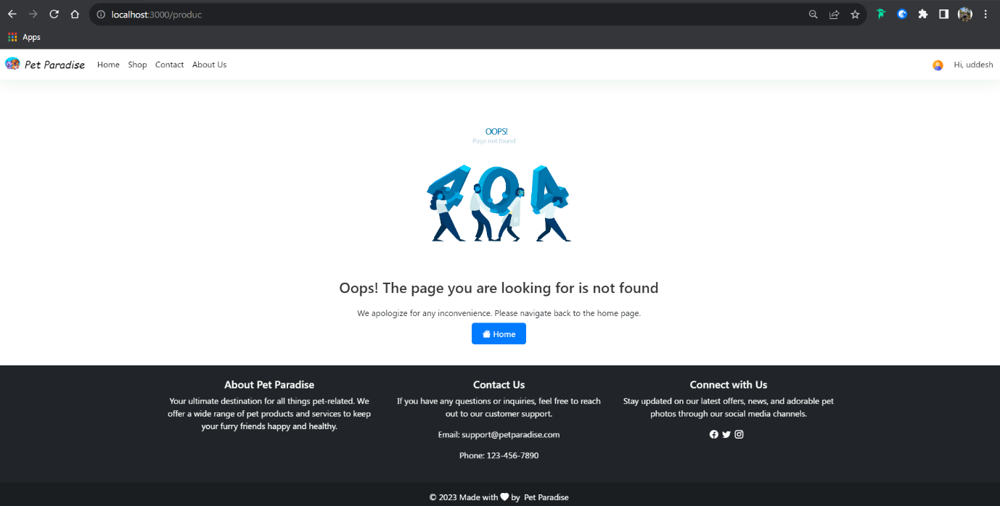 localhost:3000/produc
Apps
Pet Paradise Home Shop Contact About Us Hi, uddesh
OOPS!
Page not found
404
Oops! The page you are looking for is not found
We apologize for any inconvenience. Please navigate back to the home page.
Home
About Pet Paradise
Your ultimate destination for all things pet-related. We
offer a wide range of pet products and services to keep
your furry friends happy and healthy.
Contact Us
If you have any questions or inquiries, feel free to reach
out to our customer support.
Email: support@petparadise.com
Phone: 123-456-7890
Connect with Us
Stay updated on our latest offers, news, and adorable pet
photos through our social media channels.
© 2023 Made with by Pet Paradise